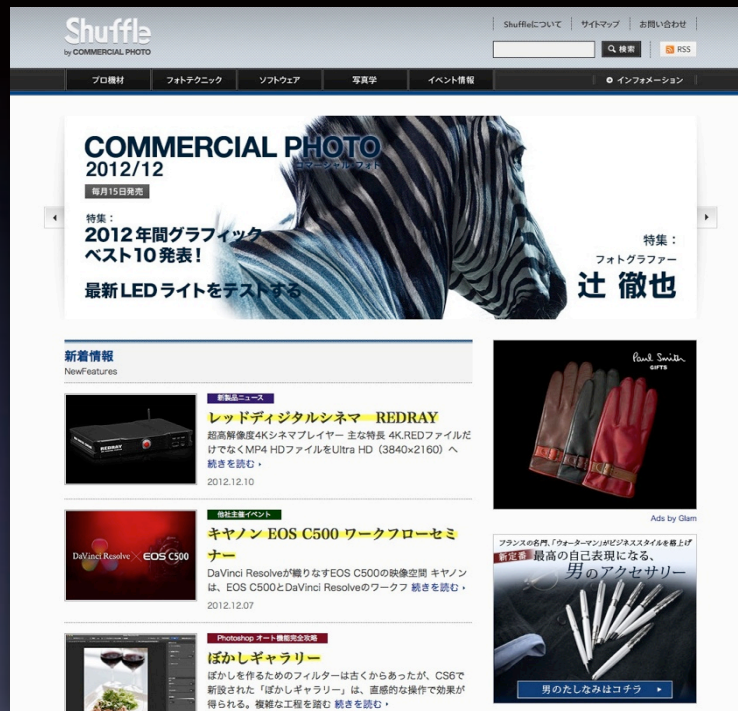 Shuffle
by COMMERCIAL PHOTO
Shuffleについて
サイトマップ
お問い合わせ
検索
RSS
プロ機材
フォトテクニック
ソフトウェア
写真学
イベント情報
インフォメーション
COMMERCIAL PHOTO
コマーシャル・フォト
2012/12
毎月15日発売
特集：
2012年間グラフィック
ベスト10発表！
最新LEDライトをテストする
特集：
フォトグラファー
辻 徹也
新着情報
NewFeatures
新製品ニュース
レッドディジタルシネマ REDRAY
超高解像度4Kシネマプレイヤー 主な特長 4K.REDファイルだ
けでなくMP4 HDファイルをUltra HD（3840×2160）へ
続きを読む
2012.12.10
REDRAY
他社主催イベント
キヤノン EOS C500 ワークフローセミ
ナー
DaVinci Resolveが織りなすEOS C500の映像空間 キヤノン
は、EOS C500とDaVinci Resolveのワークフ 続きを読む
2012.12.07
DaVinci Resolve × EOS C500
Photoshop オート機能完全攻略
ぼかしギャラリー
ぼかしを作るためのフィルターは古くからあったが、CS6で
新設された「ぼかしギャラリー」は、直感的な操作で効果が
得られる。複雑な工程を踏む 続きを読む
Paul Smith
GIFTS
Ads by Glam
フランスの名門、「ウォーターマン」がビジネススタイルを格上げ
新定番 最高の自己表現になる、
男のアクセサリー
男のたしなみはコチラ